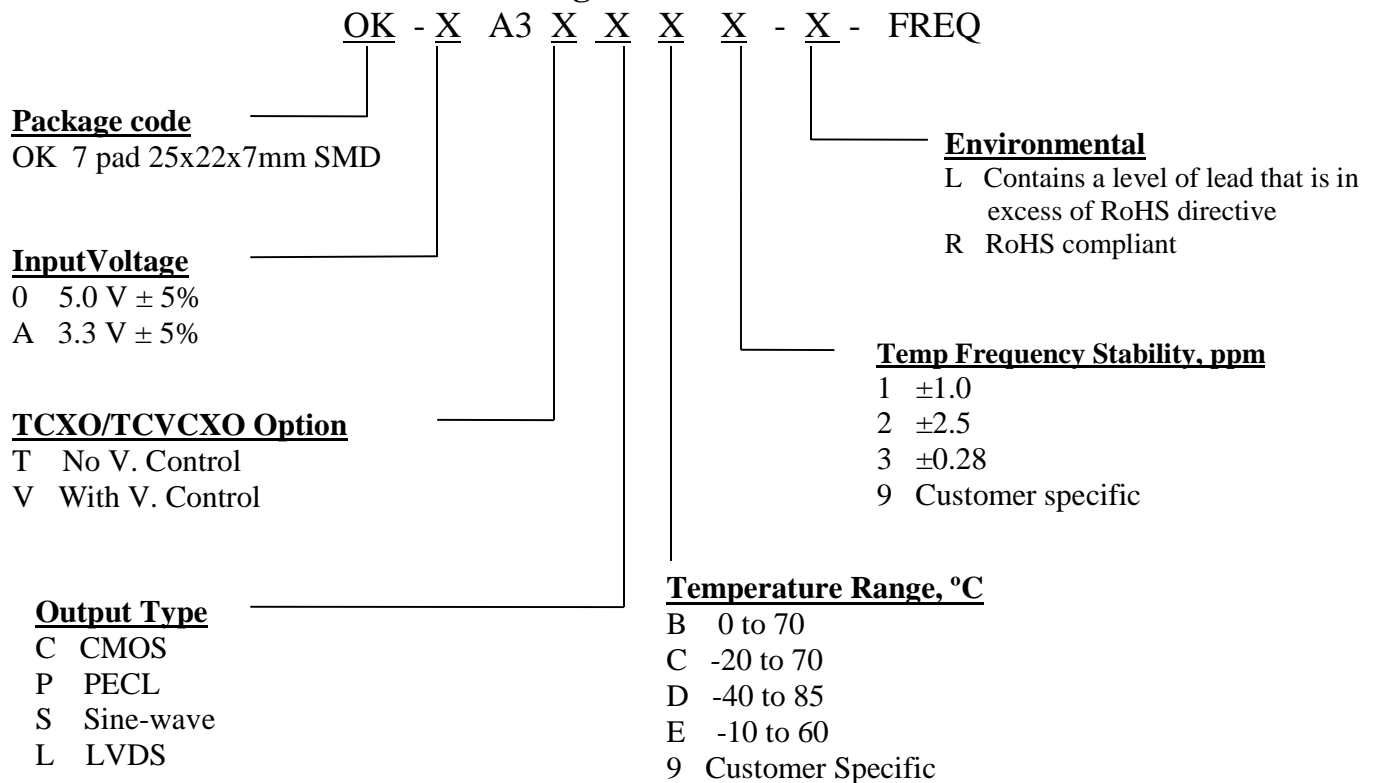 OK - X A3 X X X X - X - FREQ
Package code
OK 7 pad 25x22x7mm SMD
InputVoltage
0 5.0 V ± 5%
A 3.3 V ± 5%
TCXO/TCVCXO Option
T No V. Control
V With V. Control
Output Type
C CMOS
P PECL
S Sine-wave
L LVDS
Environmental
L Contains a level of lead that is in
excess of RoHS directive
R RoHS compliant
Temp Frequency Stability, ppm
1 ±1.0
2 ±2.5
3 ±0.28
9 Customer specific
Temperature Range, ºC
B 0 to 70
C -20 to 70
D -40 to 85
E -10 to 60
9 Customer Specific